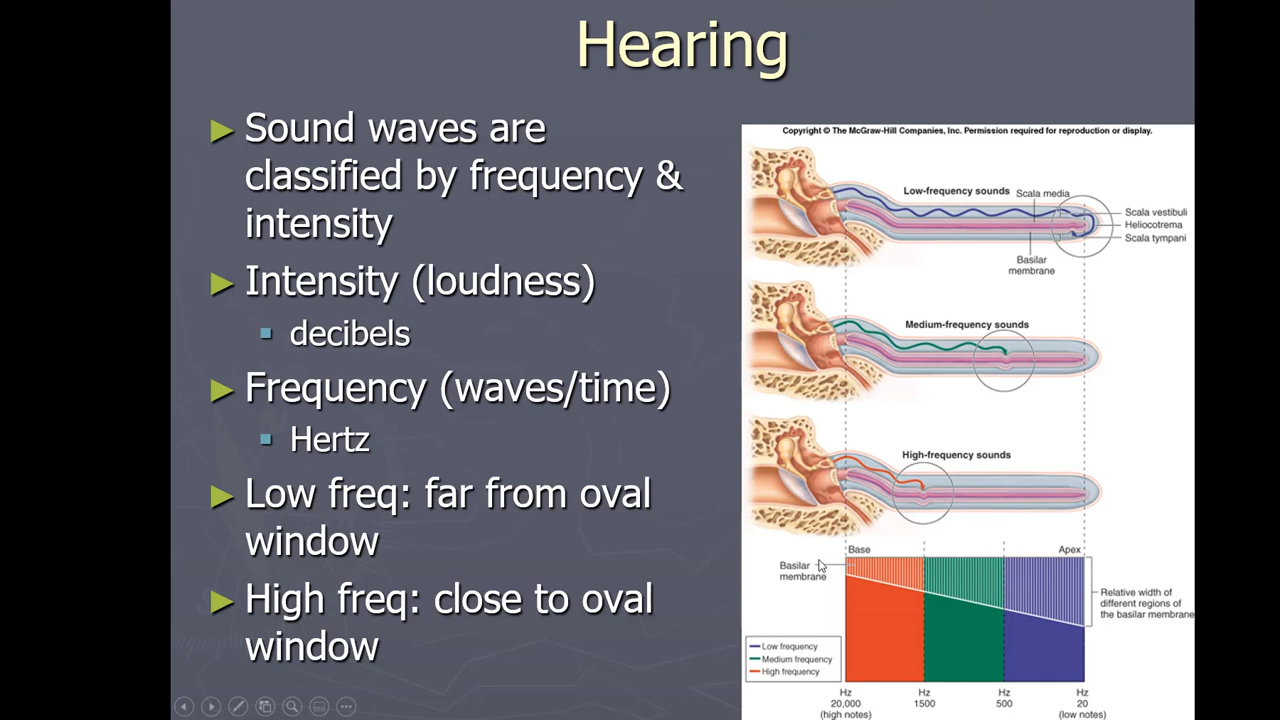 Hearing
► Sound waves are
classified by frequency &
intensity
► Intensity (loudness)
▪ decibels
► Frequency (waves/time)
▪ Hertz
► Low freq: far from oval
window
► High freq: close to oval
window
Copyright © The McGraw-Hill Companies, Inc. Permission required for reproduction or display.
Low-frequency sounds
Scala media
Scala vestibuli
Heliocotrema
Scala tympani
Basilar
membrane
Medium-frequency sounds
High-frequency sounds
Base
Apex
Basilar
membrane
Relative width of
different regions of
the basilar membrane
Low frequency
Medium frequency
High frequency
Hz
20,000
(high notes)
Hz
1500
Hz
500
Hz
20
(low notes)